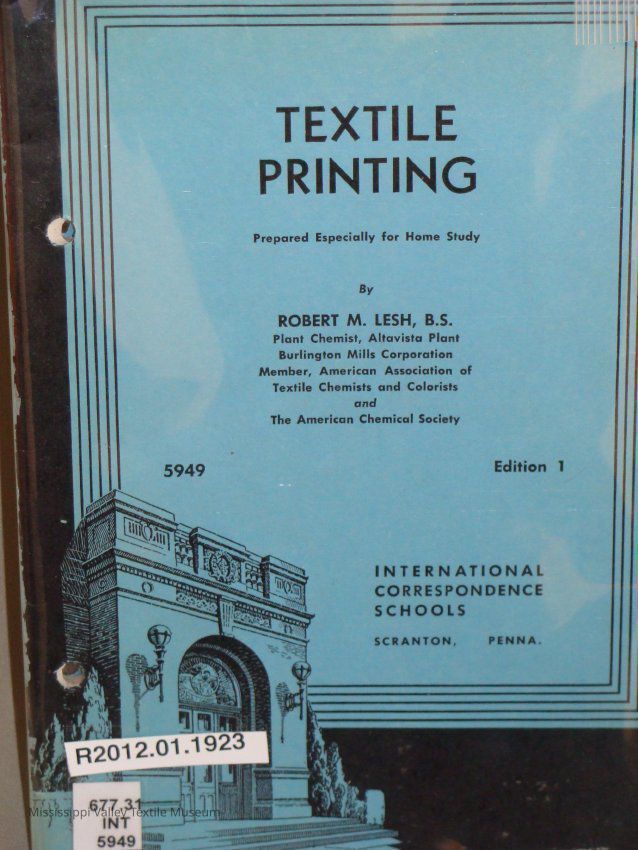 TEXTILE
PRINTING
Prepared Especially for Home Study
By
ROBERT M. LESH, B.S.
Plant Chemist, Altavista Plant
Burlington Mills Corporation
Member, American Association of
Textile Chemists and Colorists
and
The American Chemical Society
5949
Edition 1
INTERNATIONAL
CORRESPONDENCE
SCHOOLS
SCRANTON, PENNA.
R2012.01.1923
677.31
INT
5949
Mississippi Valley Textile Museum